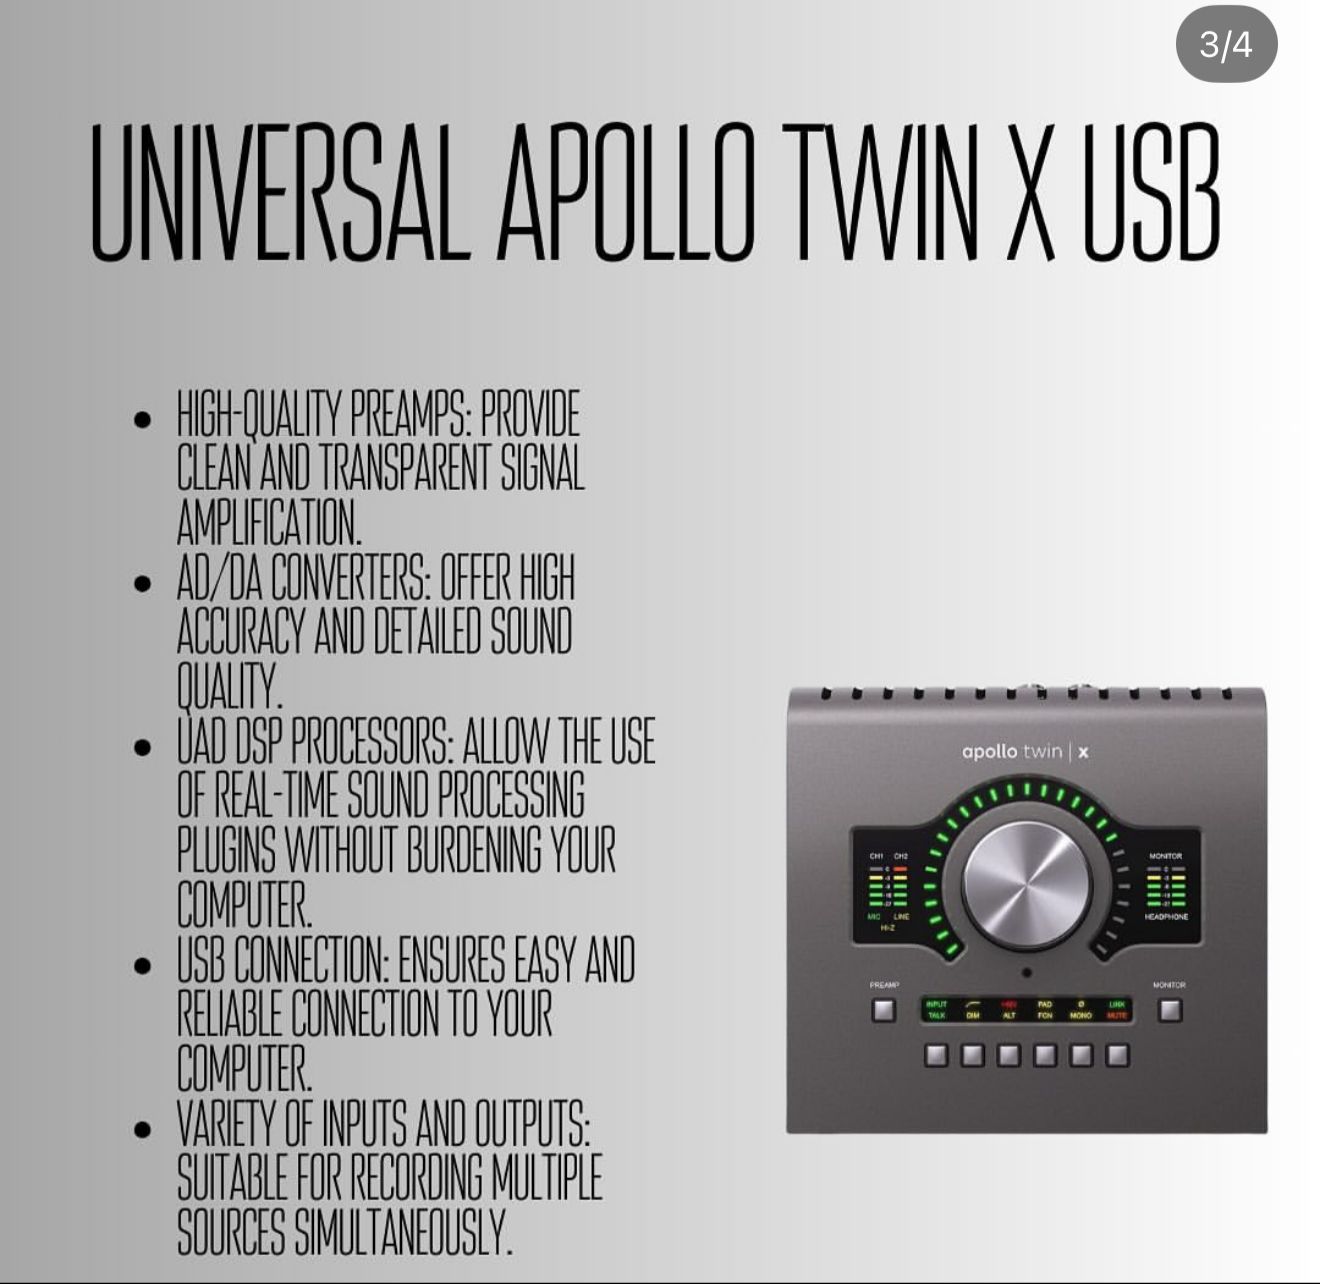 3/4
UNIVERSAL APOLLO TWIN X USB
• HIGH-QUALITY PREAMPS: PROVIDE
CLEAN AND TRANSPARENT SIGNAL
AMPLIFICATION.
• AD/DA CONVERTERS: OFFER HIGH
ACCURACY AND DETAILED SOUND
QUALITY.
• UAD DSP PROCESSORS: ALLOW THE USE
OF REAL-TIME SOUND PROCESSING
PLUGINS WITHOUT BURDENING YOUR
COMPUTER.
• USB CONNECTION: ENSURES EASY AND
RELIABLE CONNECTION TO YOUR
COMPUTER.
• VARIETY OF INPUTS AND OUTPUTS:
SUITABLE FOR RECORDING MULTIPLE
SOURCES SIMULTANEOUSLY.
apollo twin | x
CH1 CH2
MIC LINE
HI-Z
MONITOR
HEADPHONE
PREAMP
MONITOR
INPUT PAD Ø LINK
TALK DIM ALT FCN MONO MUTE